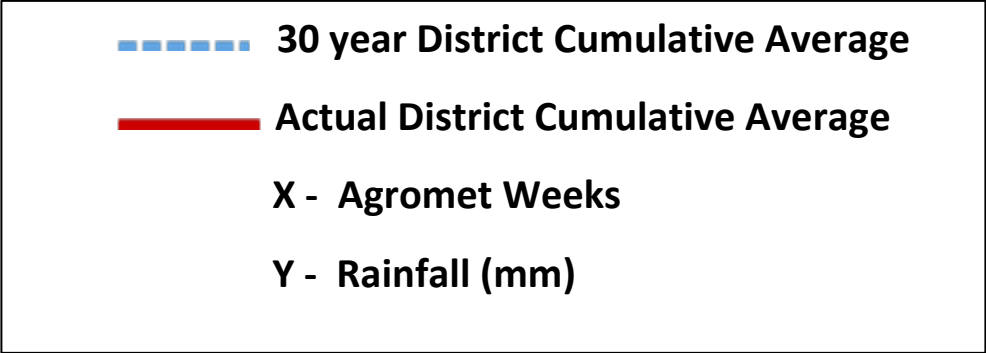 30 year District Cumulative Average
Actual District Cumulative Average
X - Agromet Weeks
Y - Rainfall (mm)